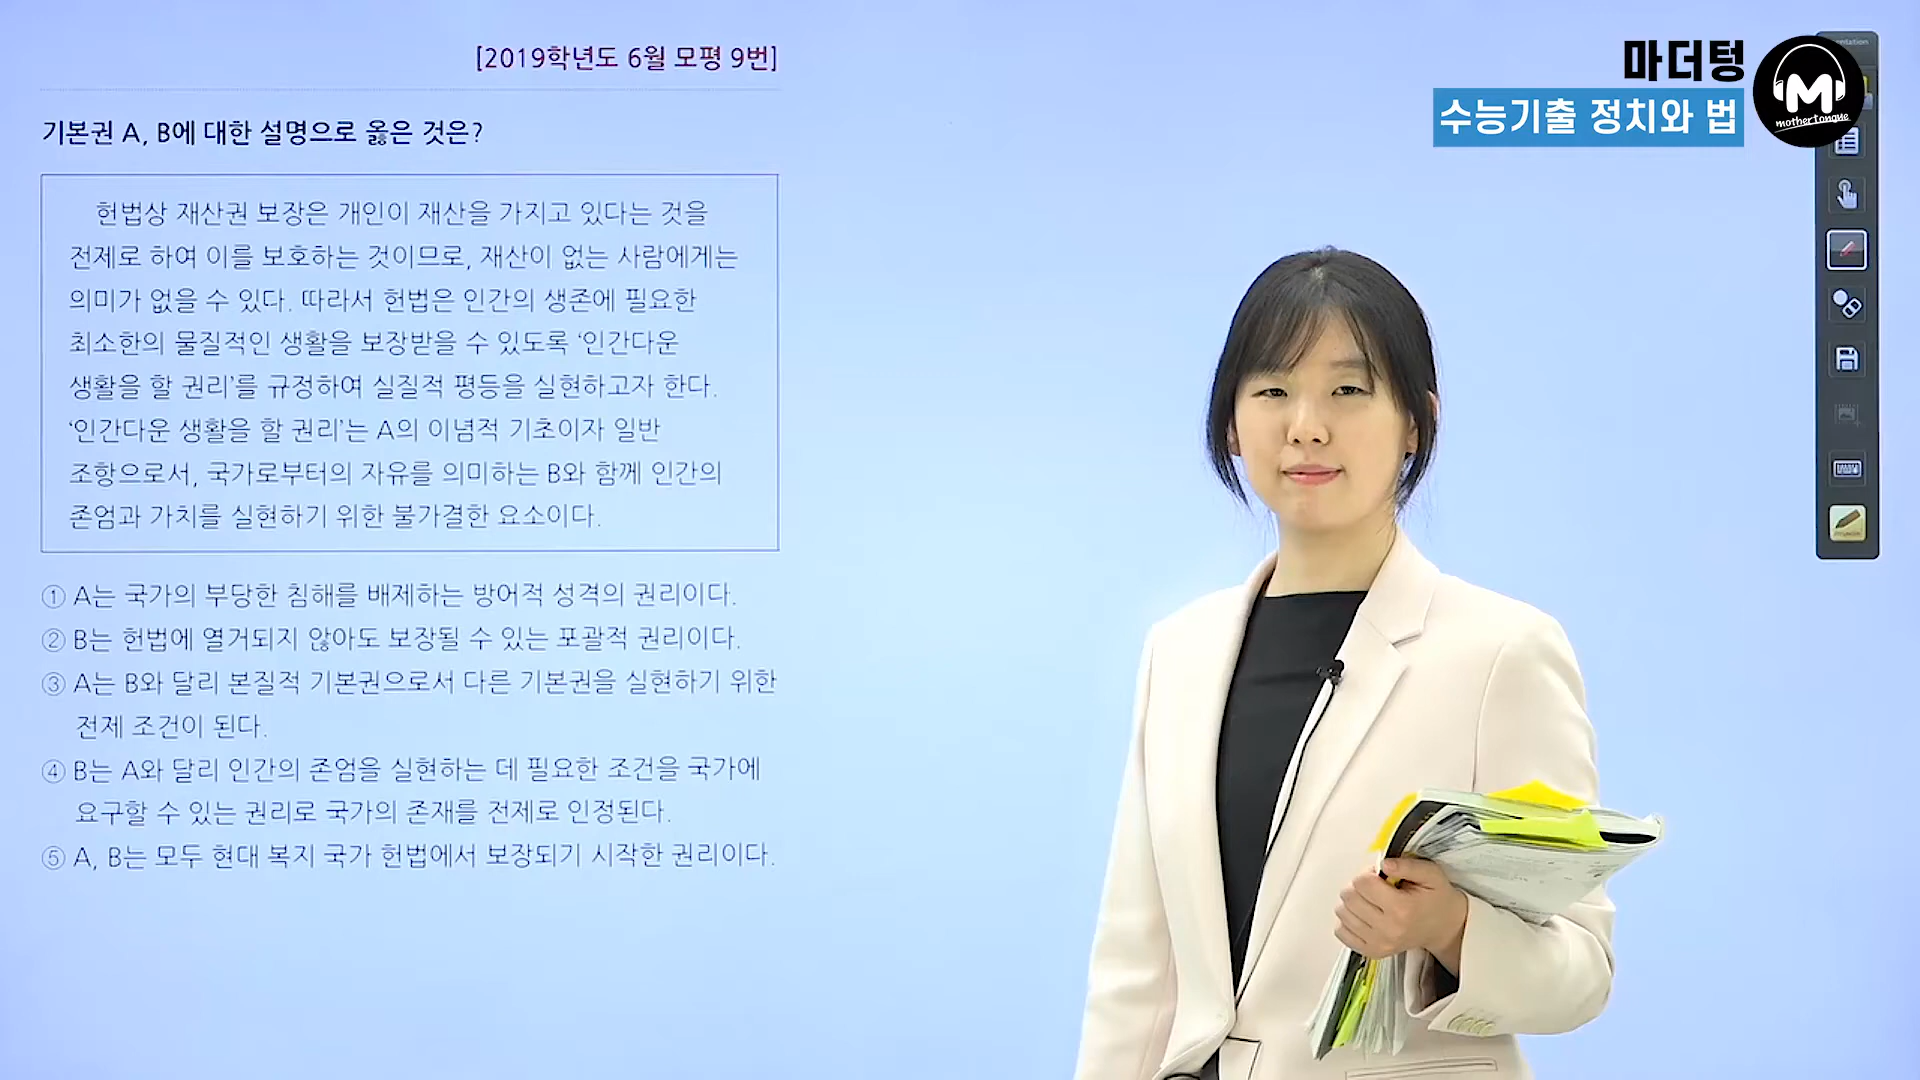 [2019학년도 6월 모평 9번]
마더텅
수능기출 정치와 법
mothertongue
기본권 A, B에 대한 설명으로 옳은 것은?
헌법상 재산권 보장은 개인이 재산을 가지고 있다는 것을
전제로 하여 이를 보호하는 것이므로, 재산이 없는 사람에게는
의미가 없을 수 있다. 따라서 헌법은 인간의 생존에 필요한
최소한의 물질적인 생활을 보장받을 수 있도록 ‘인간다운
생활을 할 권리’를 규정하여 실질적 평등을 실현하고자 한다.
‘인간다운 생활을 할 권리’는 A의 이념적 기초이자 일반
조항으로서, 국가로부터의 자유를 의미하는 B와 함께 인간의
존엄과 가치를 실현하기 위한 불가결한 요소이다.
① A는 국가의 부당한 침해를 배제하는 방어적 성격의 권리이다.
② B는 헌법에 열거되지 않아도 보장될 수 있는 포괄적 권리이다.
③ A는 B와 달리 본질적 기본권으로서 다른 기본권을 실현하기 위한
전제 조건이 된다.
④ B는 A와 달리 인간의 존엄을 실현하는 데 필요한 조건을 국가에
요구할 수 있는 권리로 국가의 존재를 전제로 인정된다.
⑤ A, B는 모두 현대 복지 국가 헌법에서 보장되기 시작한 권리이다.